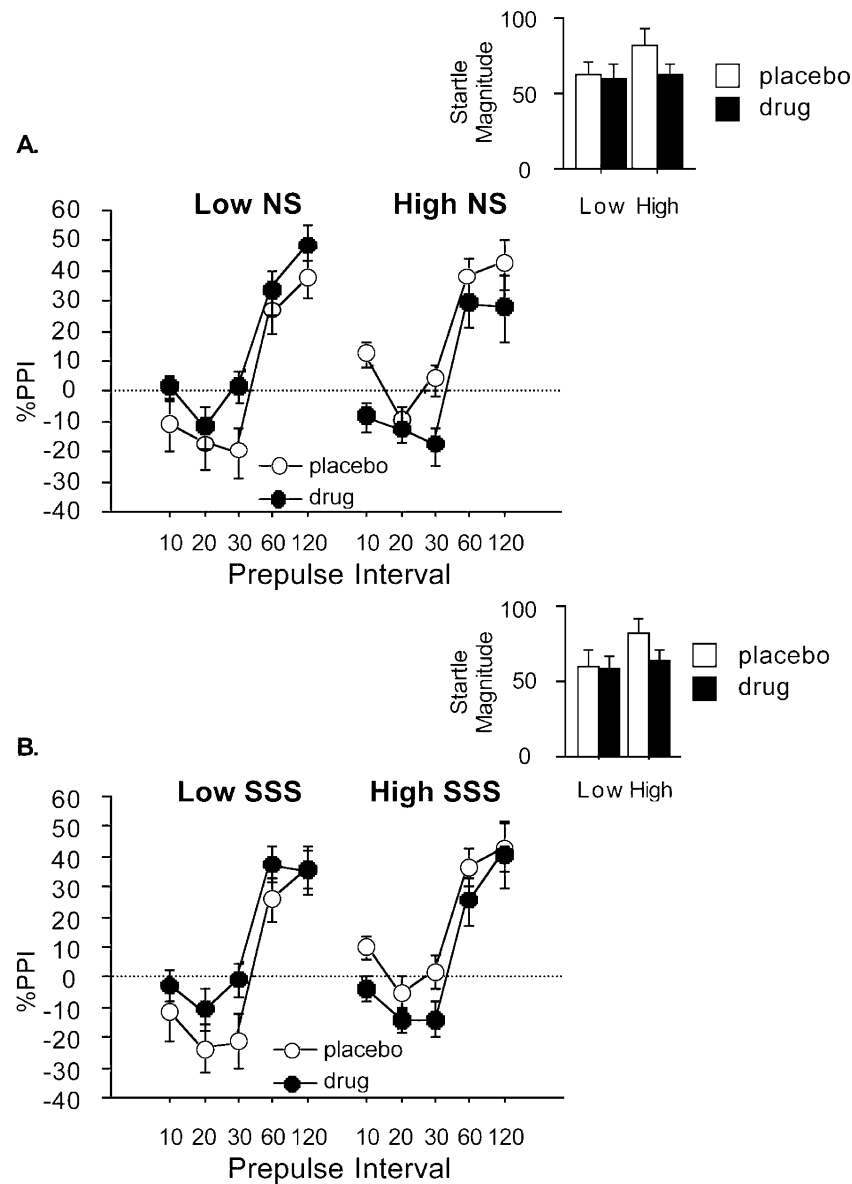 100
Startle
Magnitude
50
0
placebo
drug
Low High
A.
Low NS High NS
60
50
40
30
20
10
0
-10
-20
-30
-40
%PPI
placebo
drug
10 20 30 60 120 10 20 30 60 120
Prepulse Interval
100
Startle
Magnitude
50
0
placebo
drug
Low High
B.
Low SSS High SSS
60
50
40
30
20
10
0
-10
-20
-30
-40
%PPI
placebo
drug
10 20 30 60 120 10 20 30 60 120
Prepulse Interval